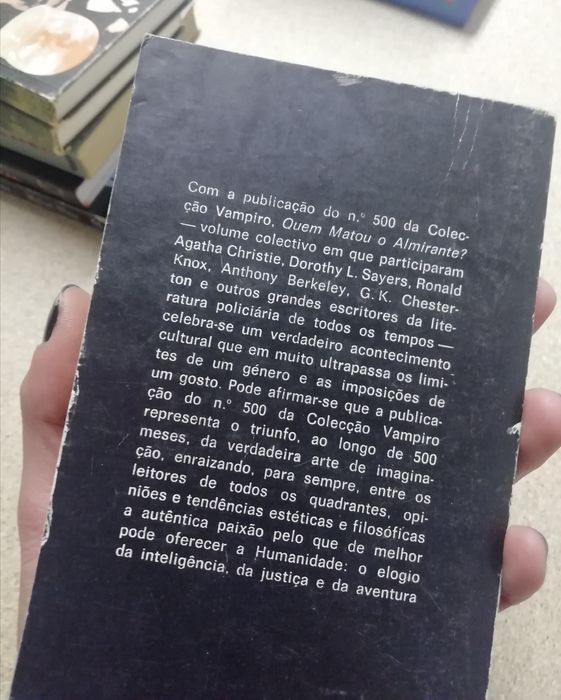 Com a publicação do n.º 500 da Colec-
ção Vampiro, Quem Matou o Almirante?
— volume colectivo em que participaram
Agatha Christie, Dorothy L. Sayers, Ronald
Knox, Anthony Berkeley, G. K. Chester-
ton e outros grandes escritores da lite-
ratura policiária de todos os tempos —
celebra-se um verdadeiro acontecimento
cultural que em muito ultrapassa os limi-
tes de um género e as imposições de
um gosto. Pode afirmar-se que a publica-
ção do n.º 500 da Colecção Vampiro
representa o triunfo, ao longo de 500
meses, da verdadeira arte de imagina-
ção, enraizando, para sempre, entre os
leitores de todos os quadrantes, opi-
niões e tendências estéticas e filosóficas
a autêntica paixão pelo que de melhor
pode oferecer a Humanidade: o elogio
da inteligência, da justiça e da aventura